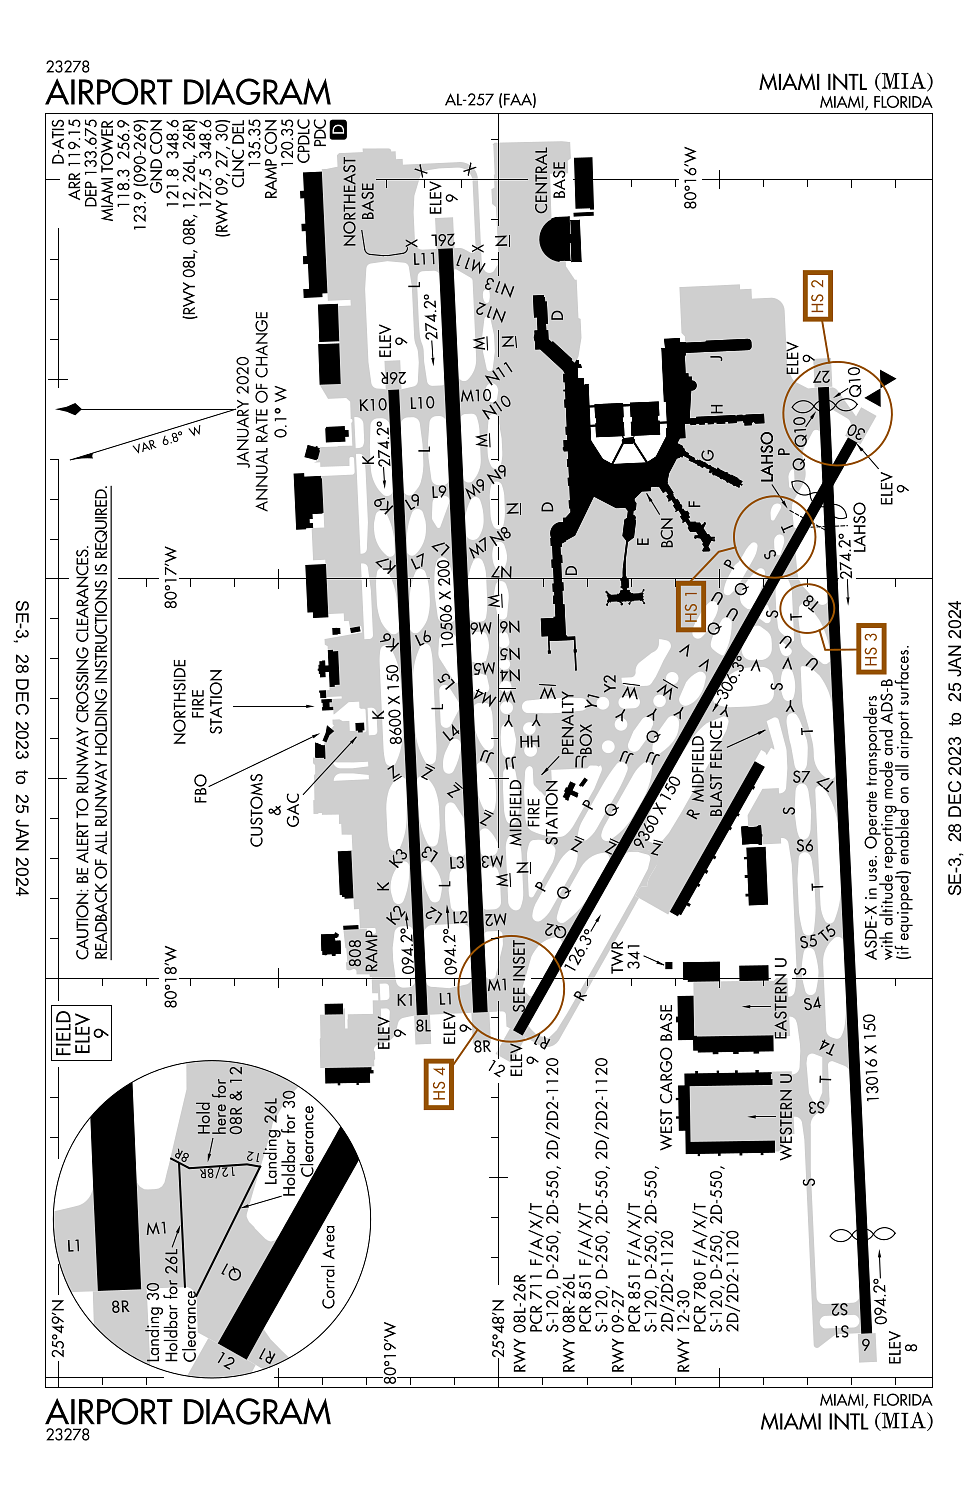 23278
AIRPORT DIAGRAM
AL-257 (FAA)
MIAMI INTL (MIA)
MIAMI, FLORIDA
D-ATIS
ARR 119.15
DEP 133.675
MIAMI TOWER
118.3 256.9
123.9 (090-269)
GND CON
121.8 348.6
(RWY 08L, 08R, 12, 26L, 26R)
127.5 348.6
(RWY 09, 27, 30)
CLNC DEL
135.35
RAMP CON
120.35
CPDLC
PDC
D
JANUARY 2020
ANNUAL RATE OF CHANGE
0.1° W
VAR 6.8° W
CAUTION: BE ALERT TO RUNWAY CROSSING CLEARANCES.
READBACK OF ALL RUNWAY HOLDING INSTRUCTIONS IS REQUIRED.
FIELD
ELEV
9
NORTHEAST
BASE
CENTRAL
BASE
80°16'W
80°17'W
80°18'W
80°19'W
25°49'N
25°48'N
X
X
X
X
ELEV
9
26L
L11
M11
N
N13
N12
L
274.2°
ELEV
9
26R
M
N
N11
K10
L10
M10
N10
274.2°
K
L
M
K9
L9
L9
M9
N9
N
K7
L7
L7
M7
N8
N7
M
K6
L6
M6
N6
M5
N5
L5
M4
N4
10506 X 200
8600 X 150
K
L
L4
Z
Z
Z
Z
Z
J
J
J
J
HH
Y
Y
Y
Y
Y
Y1
Y2
M
M
M
M
K3
L3
L3
M3
K
L
M
N
K2
L2
L2
M2
094.2°
094.2°
K1
L1
M1
8L
8R
ELEV
9
ELEV
9
12
ELEV
9
R1
SEE INSET
HS 4
126.3°
R
Q2
Q
P
Q
P
Q
9360 X 150
306.3°
R
MIDFIELD
BLAST FENCE
NORTHSIDE
FIRE
STATION
FBO
CUSTOMS
&
GAC
808
RAMP
MIDFIELD
FIRE
STATION
PENALTY
BOX
D
D
D
E
F
G
H
J
BCN
HS 1
HS 2
HS 3
LAHSO
LAHSO
P
Q
Q10
Q10
ELEV
9
27
30
ELEV
9
274.2°
P
Q
U
Q
U
V
V
V
U
U
S
T
S
T
T8
S
T
S7
T7
S
S6
T
S5
T5
S
S4
T4
T
S3
S
S2
S1
TWR
341
WEST CARGO BASE
EASTERN U
WESTERN U
13016 X 150
094.2°
9
ELEV
8
ASDE-X in use. Operate transponders
with altitude reporting mode and ADS-B
(if equipped) enabled on all airport surfaces.
RWY 08L-26R
PCR 711 F/A/X/T
S-120, D-250, 2D-550, 2D/2D2-1120
RWY 08R-26L
PCR 851 F/A/X/T
S-120, D-250, 2D-550, 2D/2D2-1120
RWY 09-27
PCR 851 F/A/X/T
S-120, D-250, 2D-550,
2D/2D2-1120
RWY 12-30
PCR 780 F/A/X/T
S-120, D-250, 2D-550,
2D/2D2-1120
L1
M1
8R
8R
12/8R
12
Q1
12
R1
Hold
here for
08R & 12
Landing 26L
Holdbar for 30
Clearance
Landing 30
Holdbar for 26L
Clearance
Corral Area
SE-3, 28 DEC 2023 to 25 JAN 2024
SE-3, 28 DEC 2023 to 25 JAN 2024
AIRPORT DIAGRAM
23278
MIAMI, FLORIDA
MIAMI INTL (MIA)